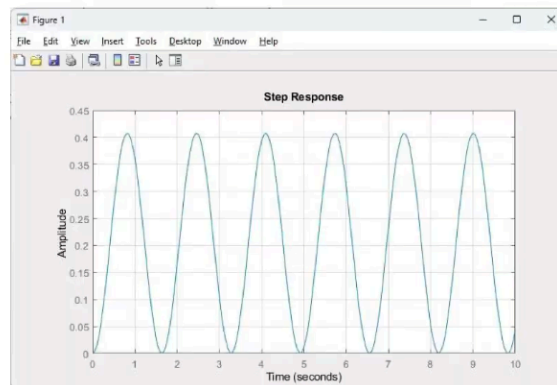 Figure 1
File Edit View Insert Tools Desktop Window Help
Step Response
0.45
0.4
0.35
0.3
0.25
0.2
0.15
0.1
0.05
0
Amplitude
0 1 2 3 4 5 6 7 8 9 10
Time (seconds)